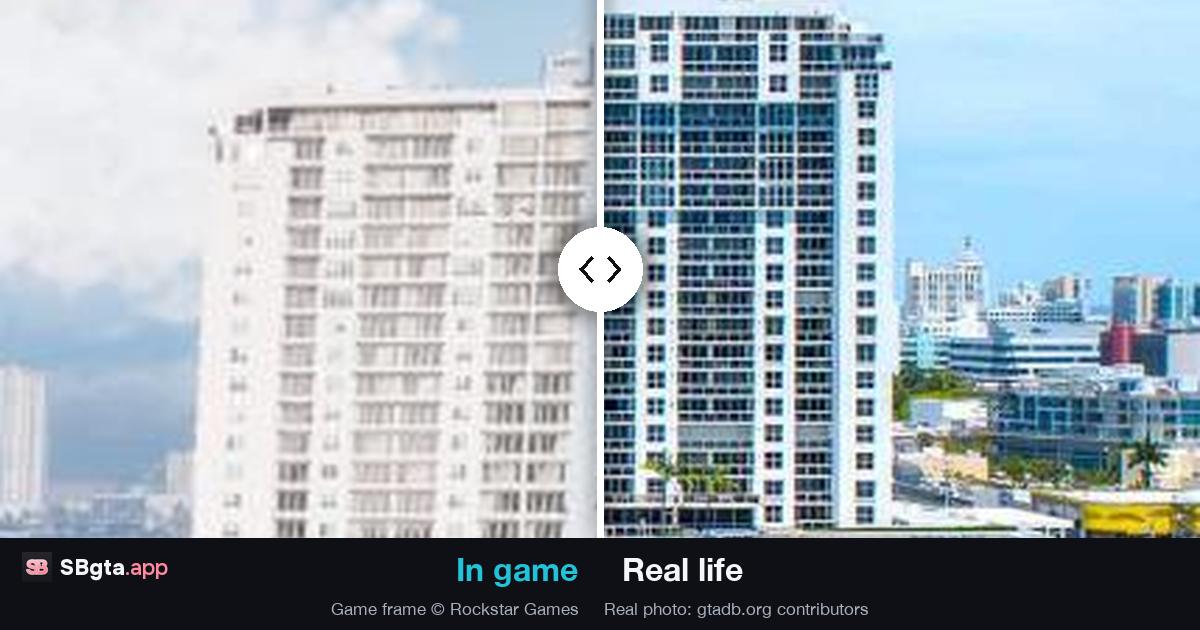 SB SBgta.app
In game
Real life
Game frame © Rockstar Games
Real photo: gtadb.org contributors